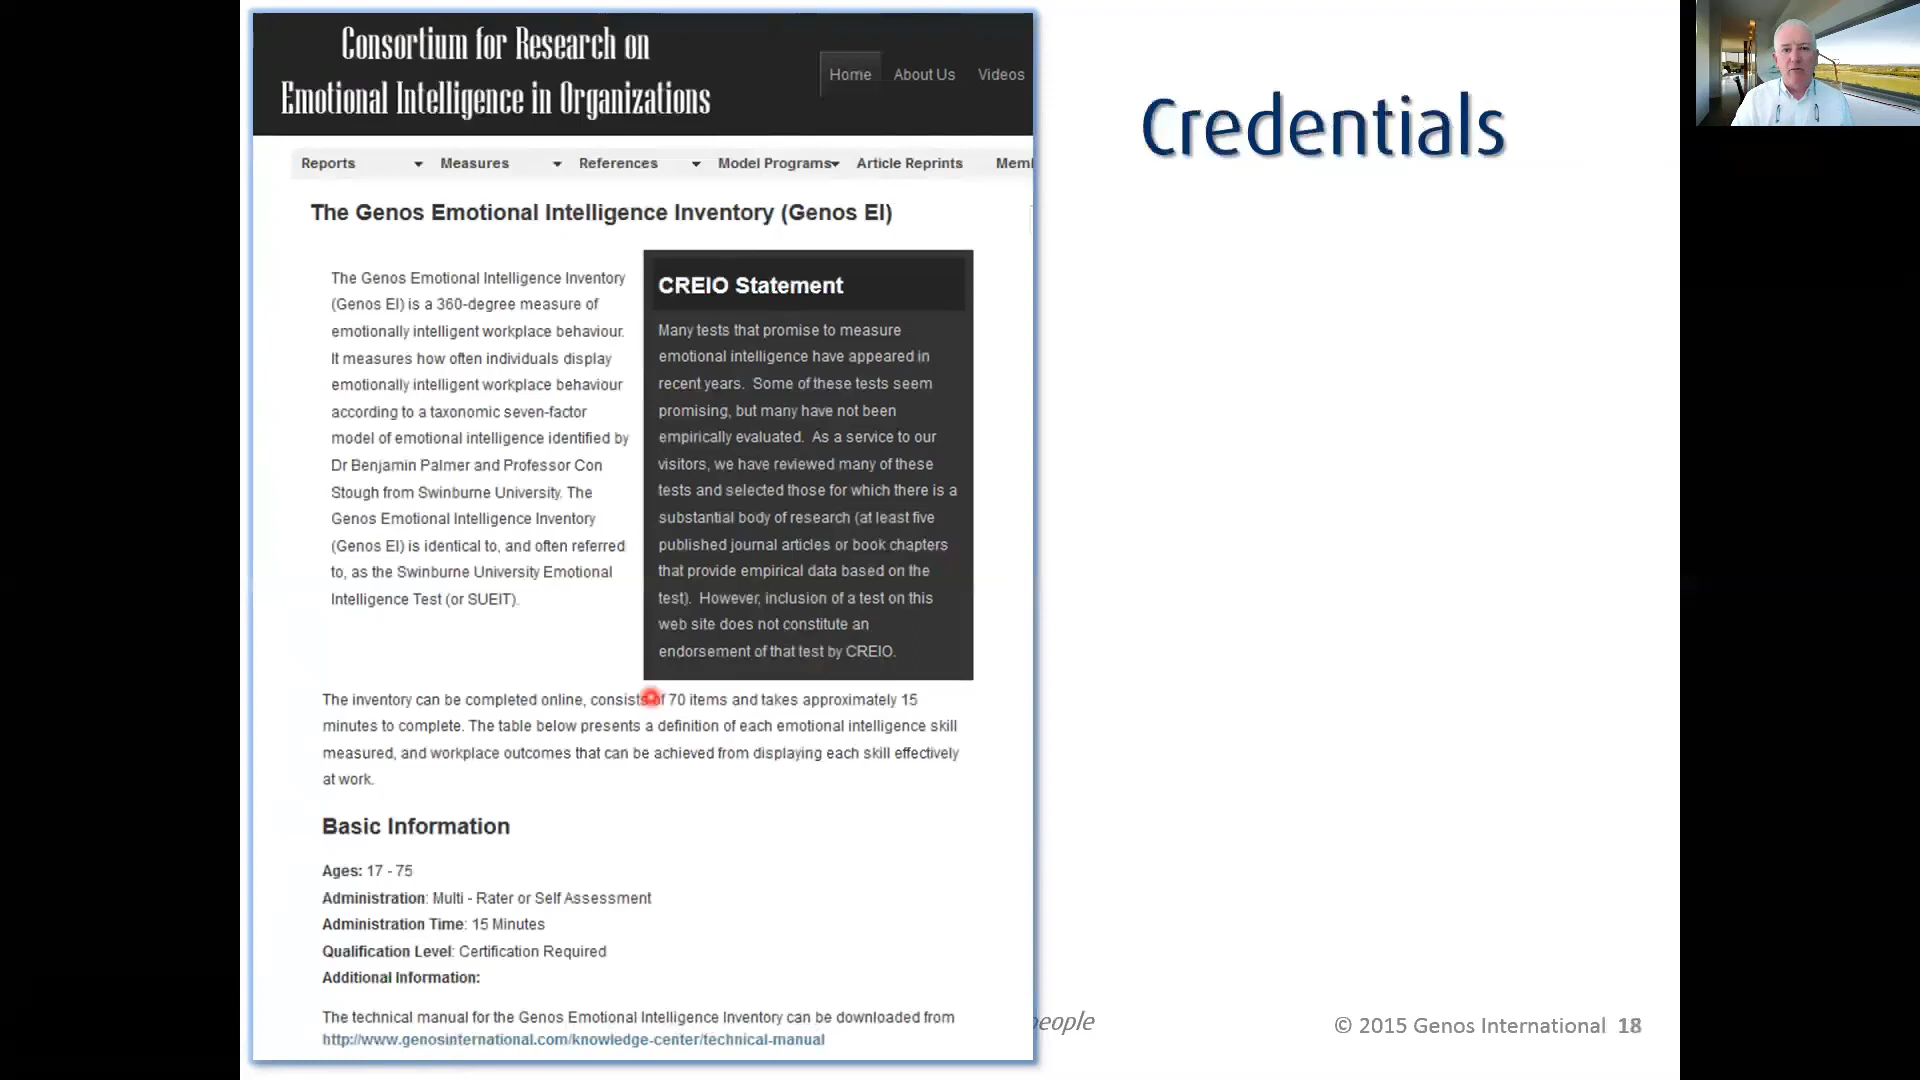 Consortium for Research on
Emotional Intelligence in Organizations
Home About Us Videos
Credentials
Reports Measures References Model Programs Article Reprints Mem
The Genos Emotional Intelligence Inventory (Genos EI)
The Genos Emotional Intelligence Inventory
(Genos EI) is a 360-degree measure of
emotionally intelligent workplace behaviour.
It measures how often individuals display
emotionally intelligent workplace behaviour
according to a taxonomic seven-factor
model of emotional intelligence identified by
Dr Benjamin Palmer and Professor Con
Stough from Swinburne University. The
Genos Emotional Intelligence Inventory
(Genos EI) is identical to, and often referred
to, as the Swinburne University Emotional
Intelligence Test (or SUEIT).
CREIO Statement
Many tests that promise to measure
emotional intelligence have appeared in
recent years. Some of these tests seem
promising, but many have not been
empirically evaluated. As a service to our
visitors, we have reviewed many of these
tests and selected those for which there is a
substantial body of research (at least five
published journal articles or book chapters
that provide empirical data based on the
test). However, inclusion of a test on this
web site does not constitute an
endorsement of that test by CREIO.
The inventory can be completed online, consists of 70 items and takes approximately 15
minutes to complete. The table below presents a definition of each emotional intelligence skill
measured, and workplace outcomes that can be achieved from displaying each skill effectively
at work.
Basic Information
Ages: 17 - 75
Administration: Multi - Rater or Self Assessment
Administration Time: 15 Minutes
Qualification Level: Certification Required
Additional Information:
The technical manual for the Genos Emotional Intelligence Inventory can be downloaded from
http://www.genosinternational.com/knowledge-center/technical-manual
people
© 2015 Genos International 18